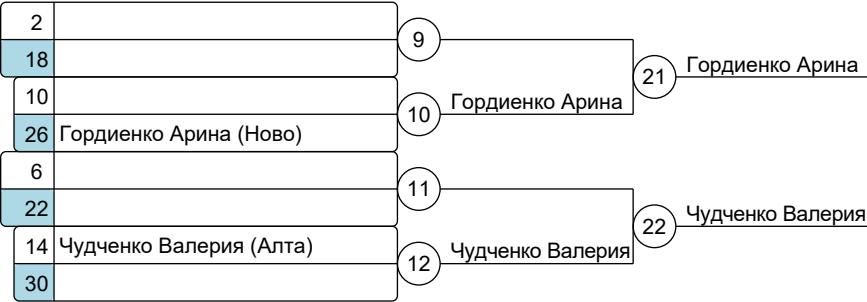 2
9
18
21 Гордиенко Арина
10
10 Гордиенко Арина
26 Гордиенко Арина (Ново)
6
11
22
22 Чудченко Валерия
14 Чудченко Валерия (Алта)
12 Чудченко Валерия
30